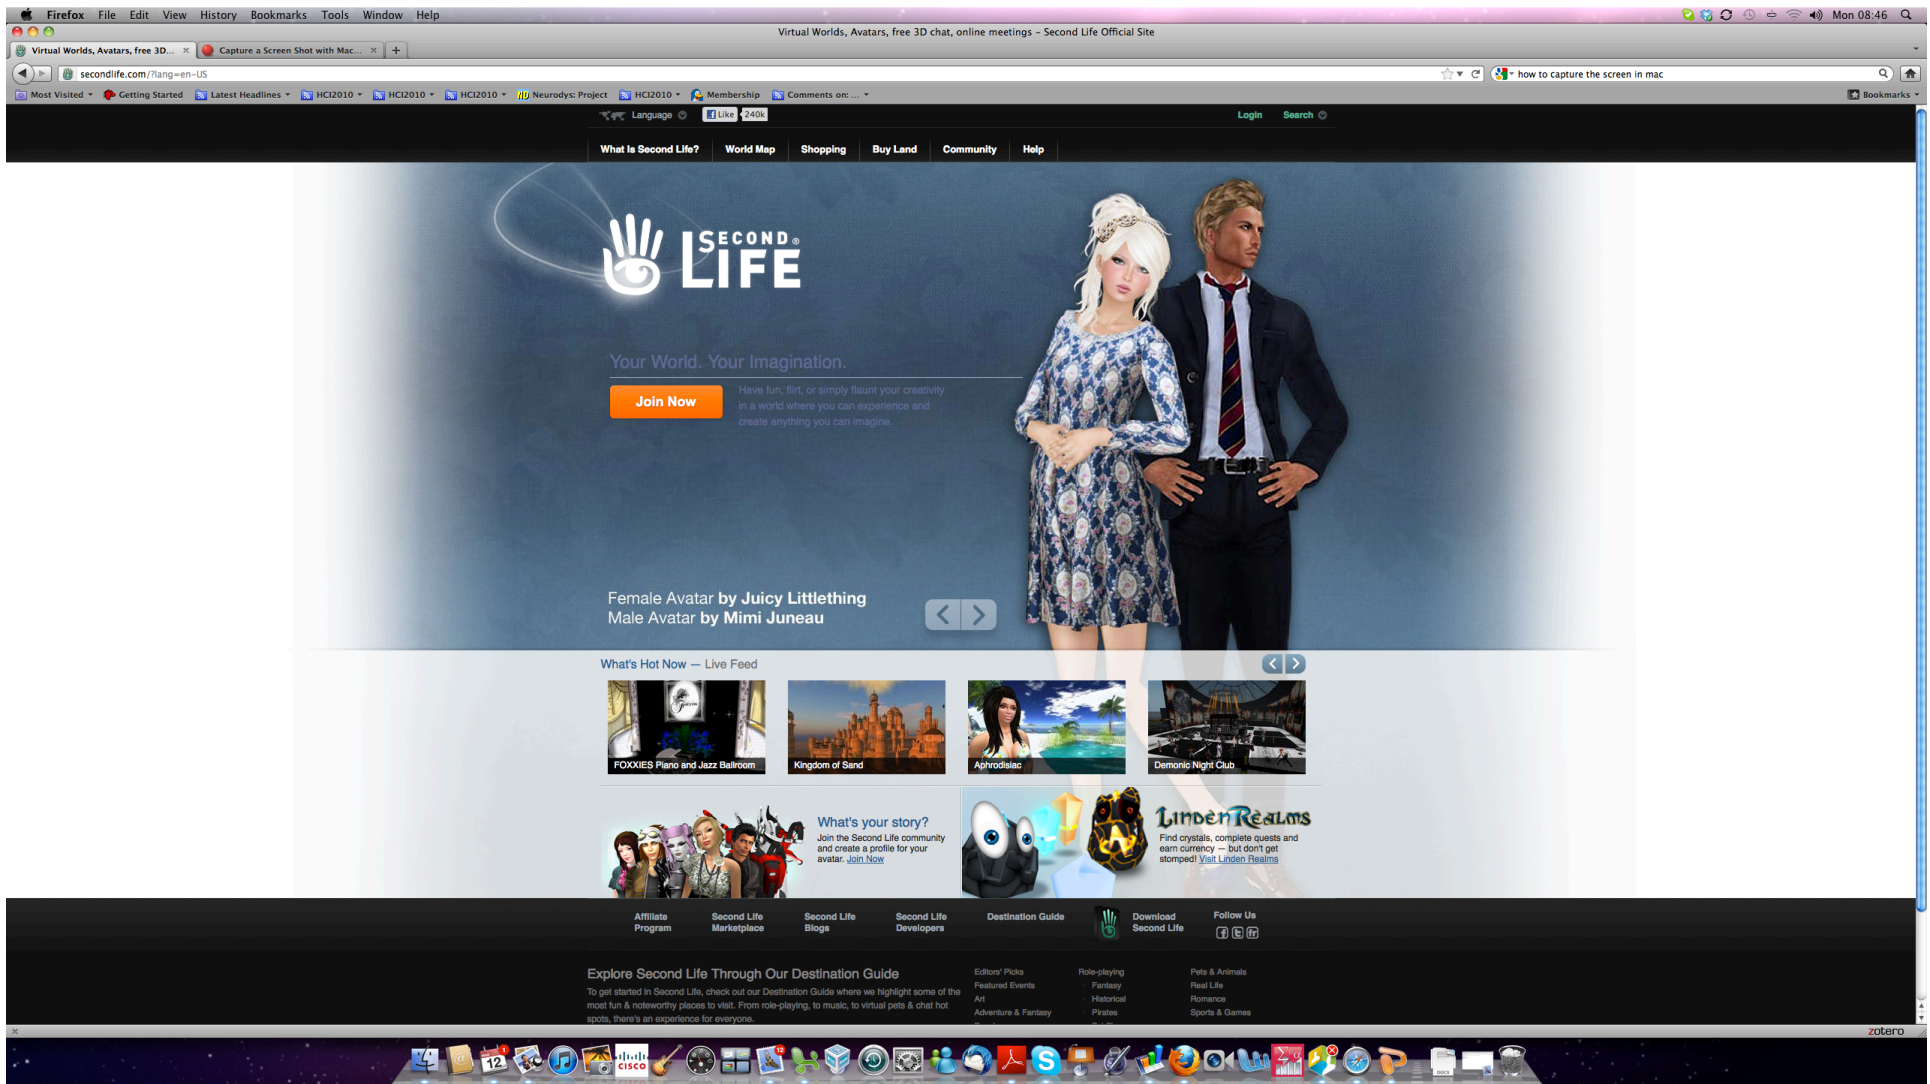 Firefox File Edit View History Bookmarks Tools Window Help Mon 08:46
Virtual Worlds, Avatars, free 3D chat, online meetings – Second Life Official Site
Virtual Worlds, Avatars, free 3D... Capture a Screen Shot with Mac...
secondlife.com/?lang=en-US how to capture the screen in mac
Most Visited Getting Started Latest Headlines HCI2010 HCI2010 HCI2010 Neurodys: Project HCI2010 Membership Comments on: ... Bookmarks
Language Like 240k Login Search
What Is Second Life? World Map Shopping Buy Land Community Help
SECOND®
LIFE
Your World. Your Imagination.
Join Now
Have fun, flirt, or simply flaunt your creativity
in a world where you can experience and
create anything you can imagine.
Female Avatar by Juicy Littlething
Male Avatar by Mimi Juneau
What's Hot Now — Live Feed
FOXXIES Piano and Jazz Ballroom Kingdom of Sand Aphrodisiac Demonic Night Club
What's your story?
Join the Second Life community
and create a profile for your
avatar. Join Now
LINDEN REALMS
Find crystals, complete quests and
earn currency — but don't get
stomped! Visit Linden Realms
Affiliate Program
Second Life Marketplace
Second Life Blogs
Second Life Developers
Destination Guide
Download Second Life
Follow Us
Explore Second Life Through Our Destination Guide
To get started in Second Life, check out our Destination Guide where we highlight some of the
most fun & noteworthy places to visit. From role-playing, to music, to virtual pets & chat hot
spots, there's an experience for everyone.
Editors' Picks
Featured Events
Art
Adventure & Fantasy
Role-playing
Fantasy
Historical
Pirates
Pets & Animals
Real Life
Romance
Sports & Games
zotero
12
CISCO
12
DOCX